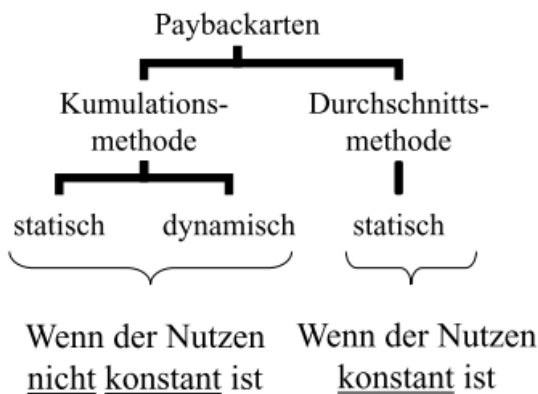 Paybackarten
Kumulations-
methode
Durchschnitts-
methode
statisch
dynamisch
statisch
Wenn der Nutzen
nicht konstant ist
Wenn der Nutzen
konstant ist